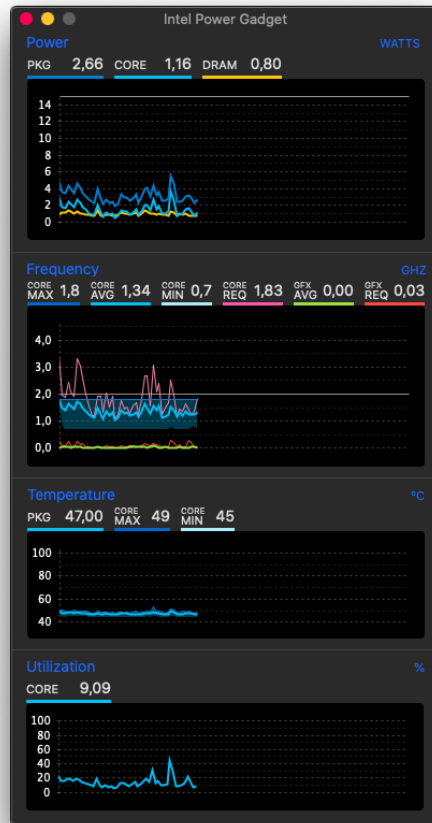 Intel Power Gadget
Power WATTS
PKG 2,66 CORE 1,16 DRAM 0,80
14
12
10
8
6
4
2
0
Frequency GHZ
CORE MAX 1,8 CORE AVG 1,34 CORE MIN 0,7 CORE REQ 1,83 GFX AVG 0,00 GFX REQ 0,03
4,0
3,0
2,0
1,0
0,0
Temperature ºC
PKG 47,00 CORE MAX 49 CORE MIN 45
100
80
60
40
Utilization %
CORE 9,09
100
80
60
40
20
0